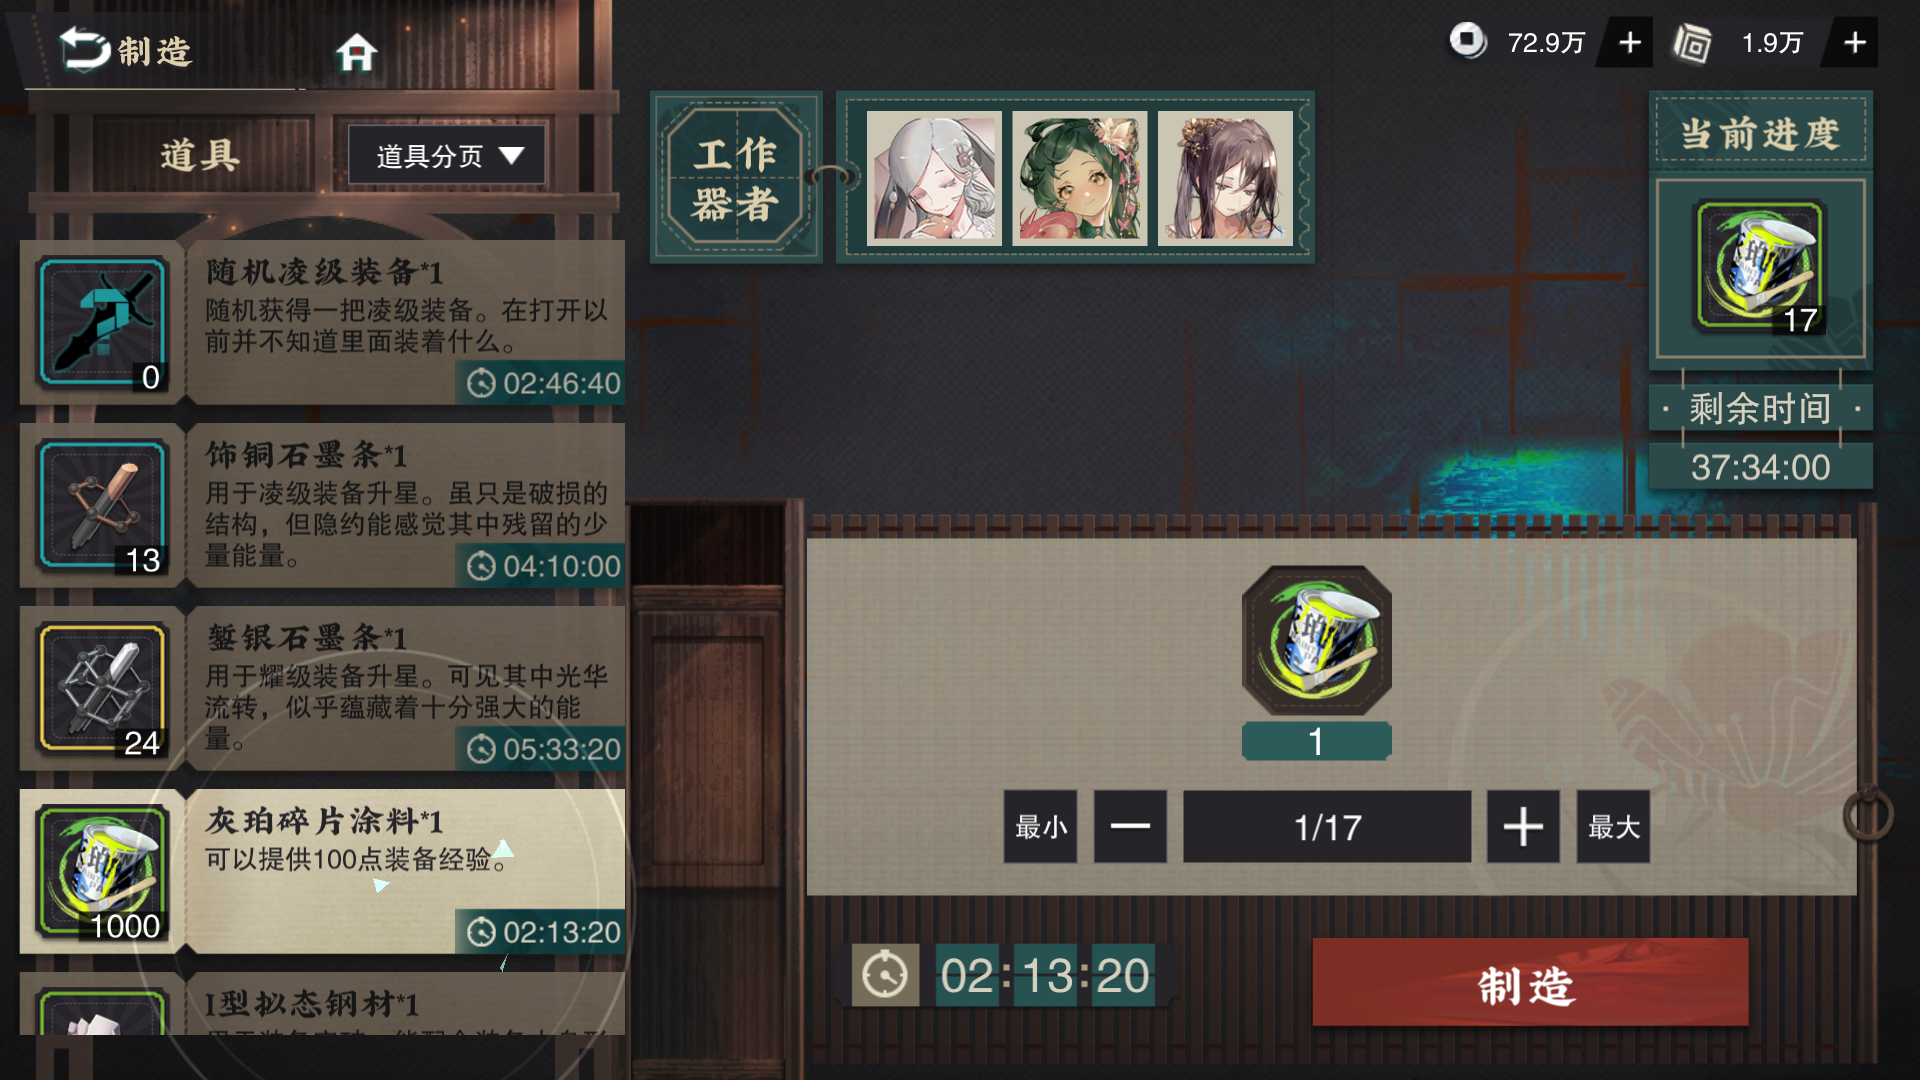 制造
72.9万
1.9万
道具
道具分页
工作
器者
当前进度
17
剩余时间
37:34:00
随机凌级装备*1
随机获得一把凌级装备。在打开以
前并不知道里面装着什么。
0
02:46:40
饰铜石墨条*1
用于凌级装备升星。虽只是破损的
结构，但隐约能感觉其中残留的少
量能量。
13
04:10:00
錾银石墨条*1
用于耀级装备升星。可见其中光华
流转，似乎蕴藏着十分强大的能
量。
24
05:33:20
灰珀碎片涂料*1
可以提供100点装备经验。
1000
02:13:20
I型拟态钢材*1
1
最小
1/17
最大
02:13:20
制造